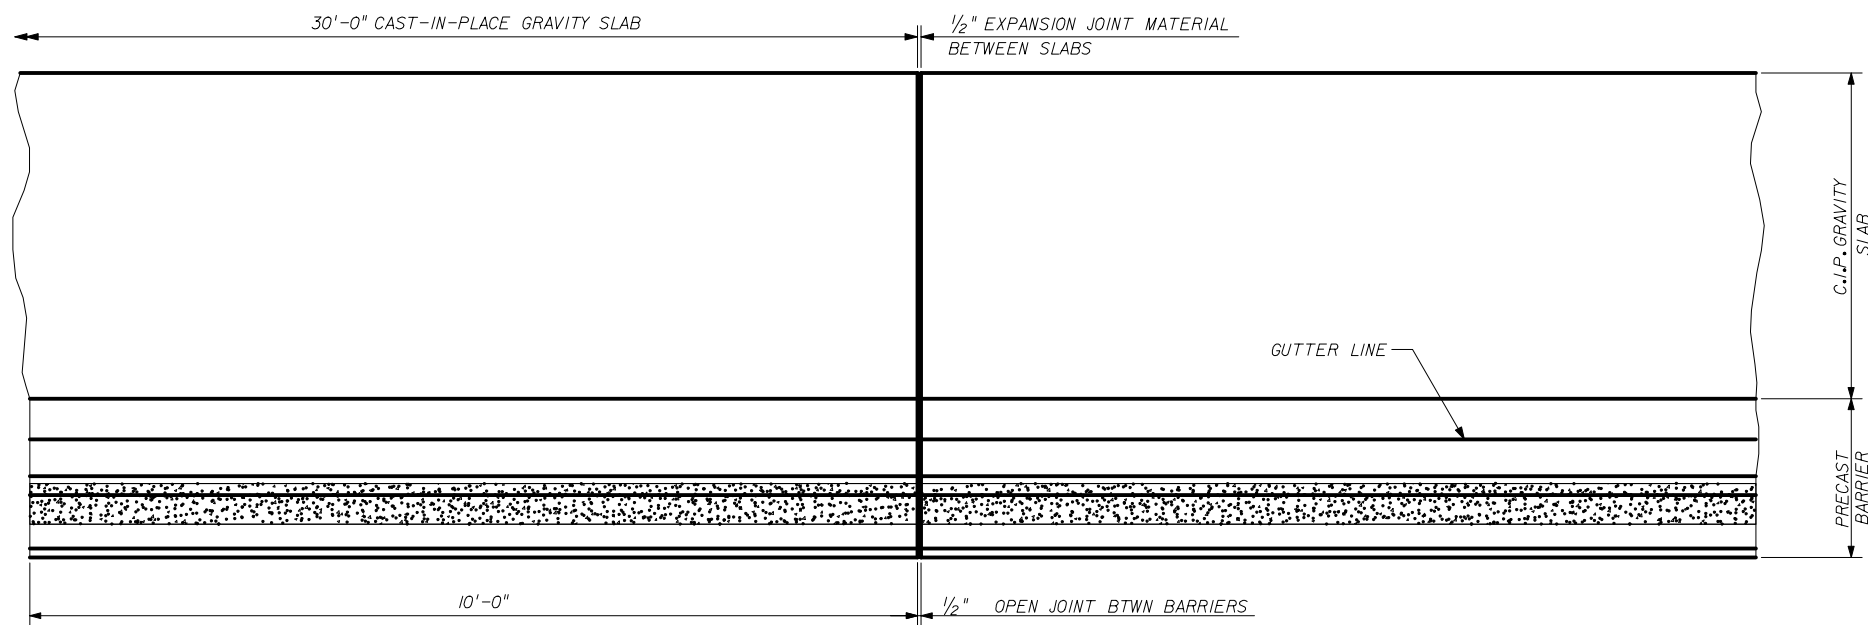 30'-0" CAST-IN-PLACE GRAVITY SLAB
1/2" EXPANSION JOINT MATERIAL
BETWEEN SLABS
C.I.P. GRAVITY
SLAB
GUTTER LINE
PRECAST
BARRIER
10'-0"
1/2" OPEN JOINT BTWN BARRIERS